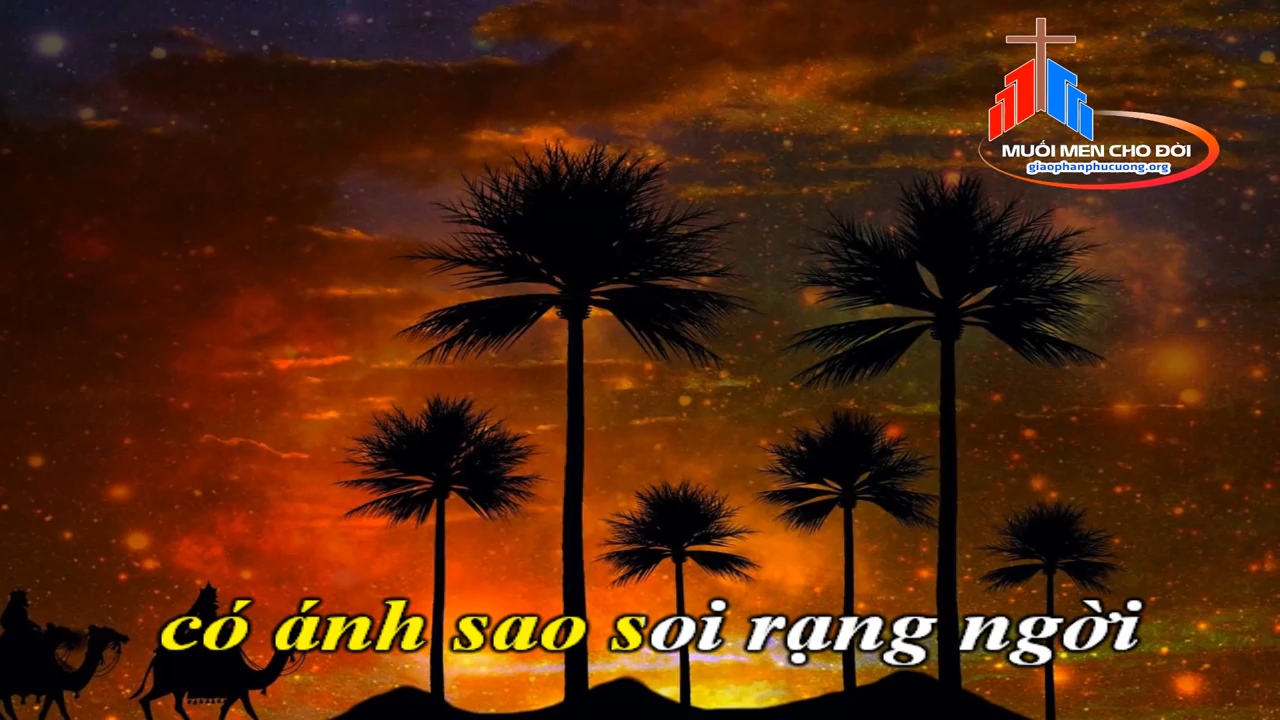 MUỐI MEN CHO ĐỜI
giaophanphucuong.org
có ánh sao soi rạng ngời